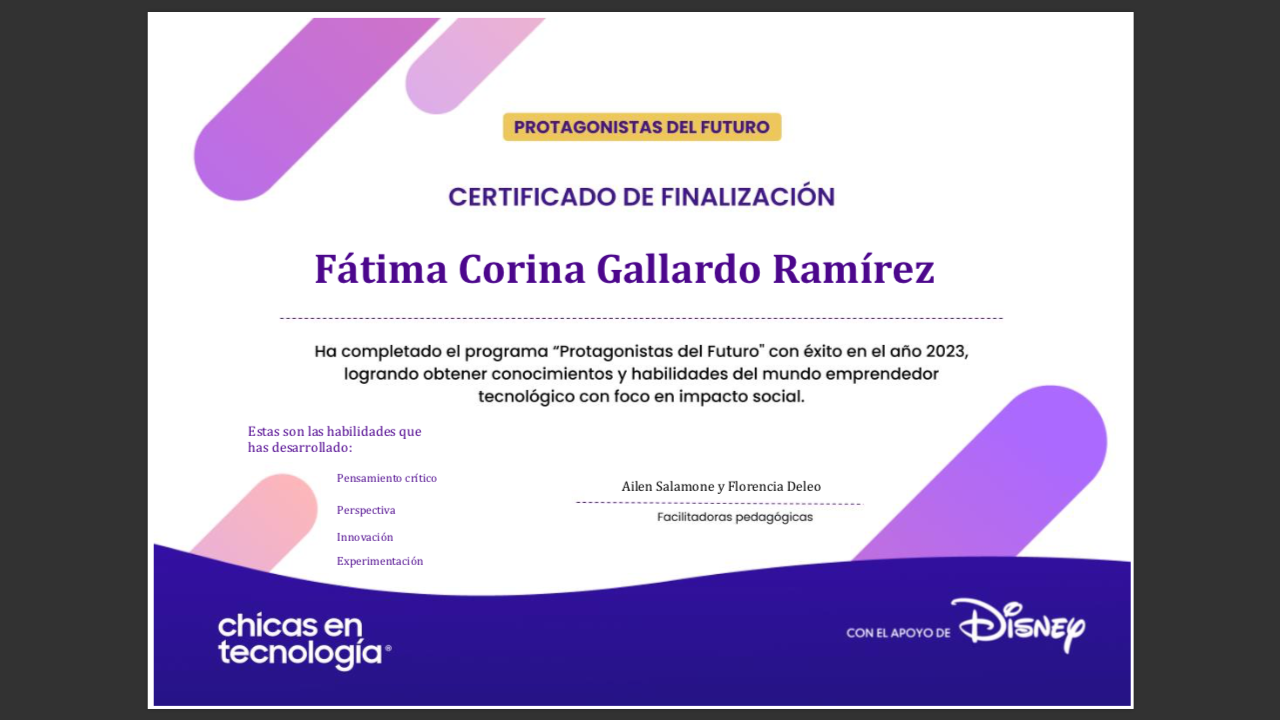 PROTAGONISTAS DEL FUTURO
CERTIFICADO DE FINALIZACIÓN
Fátima Corina Gallardo Ramírez
Ha completado el programa “Protagonistas del Futuro" con éxito en el año 2023,
logrando obtener conocimientos y habilidades del mundo emprendedor
tecnológico con foco en impacto social.
Estas son las habilidades que
has desarrollado:
Pensamiento crítico
Perspectiva
Innovación
Experimentación
Ailen Salamone y Florencia Deleo
Facilitadoras pedagógicas
chicas en
tecnología®
CON EL APOYO DE Disney